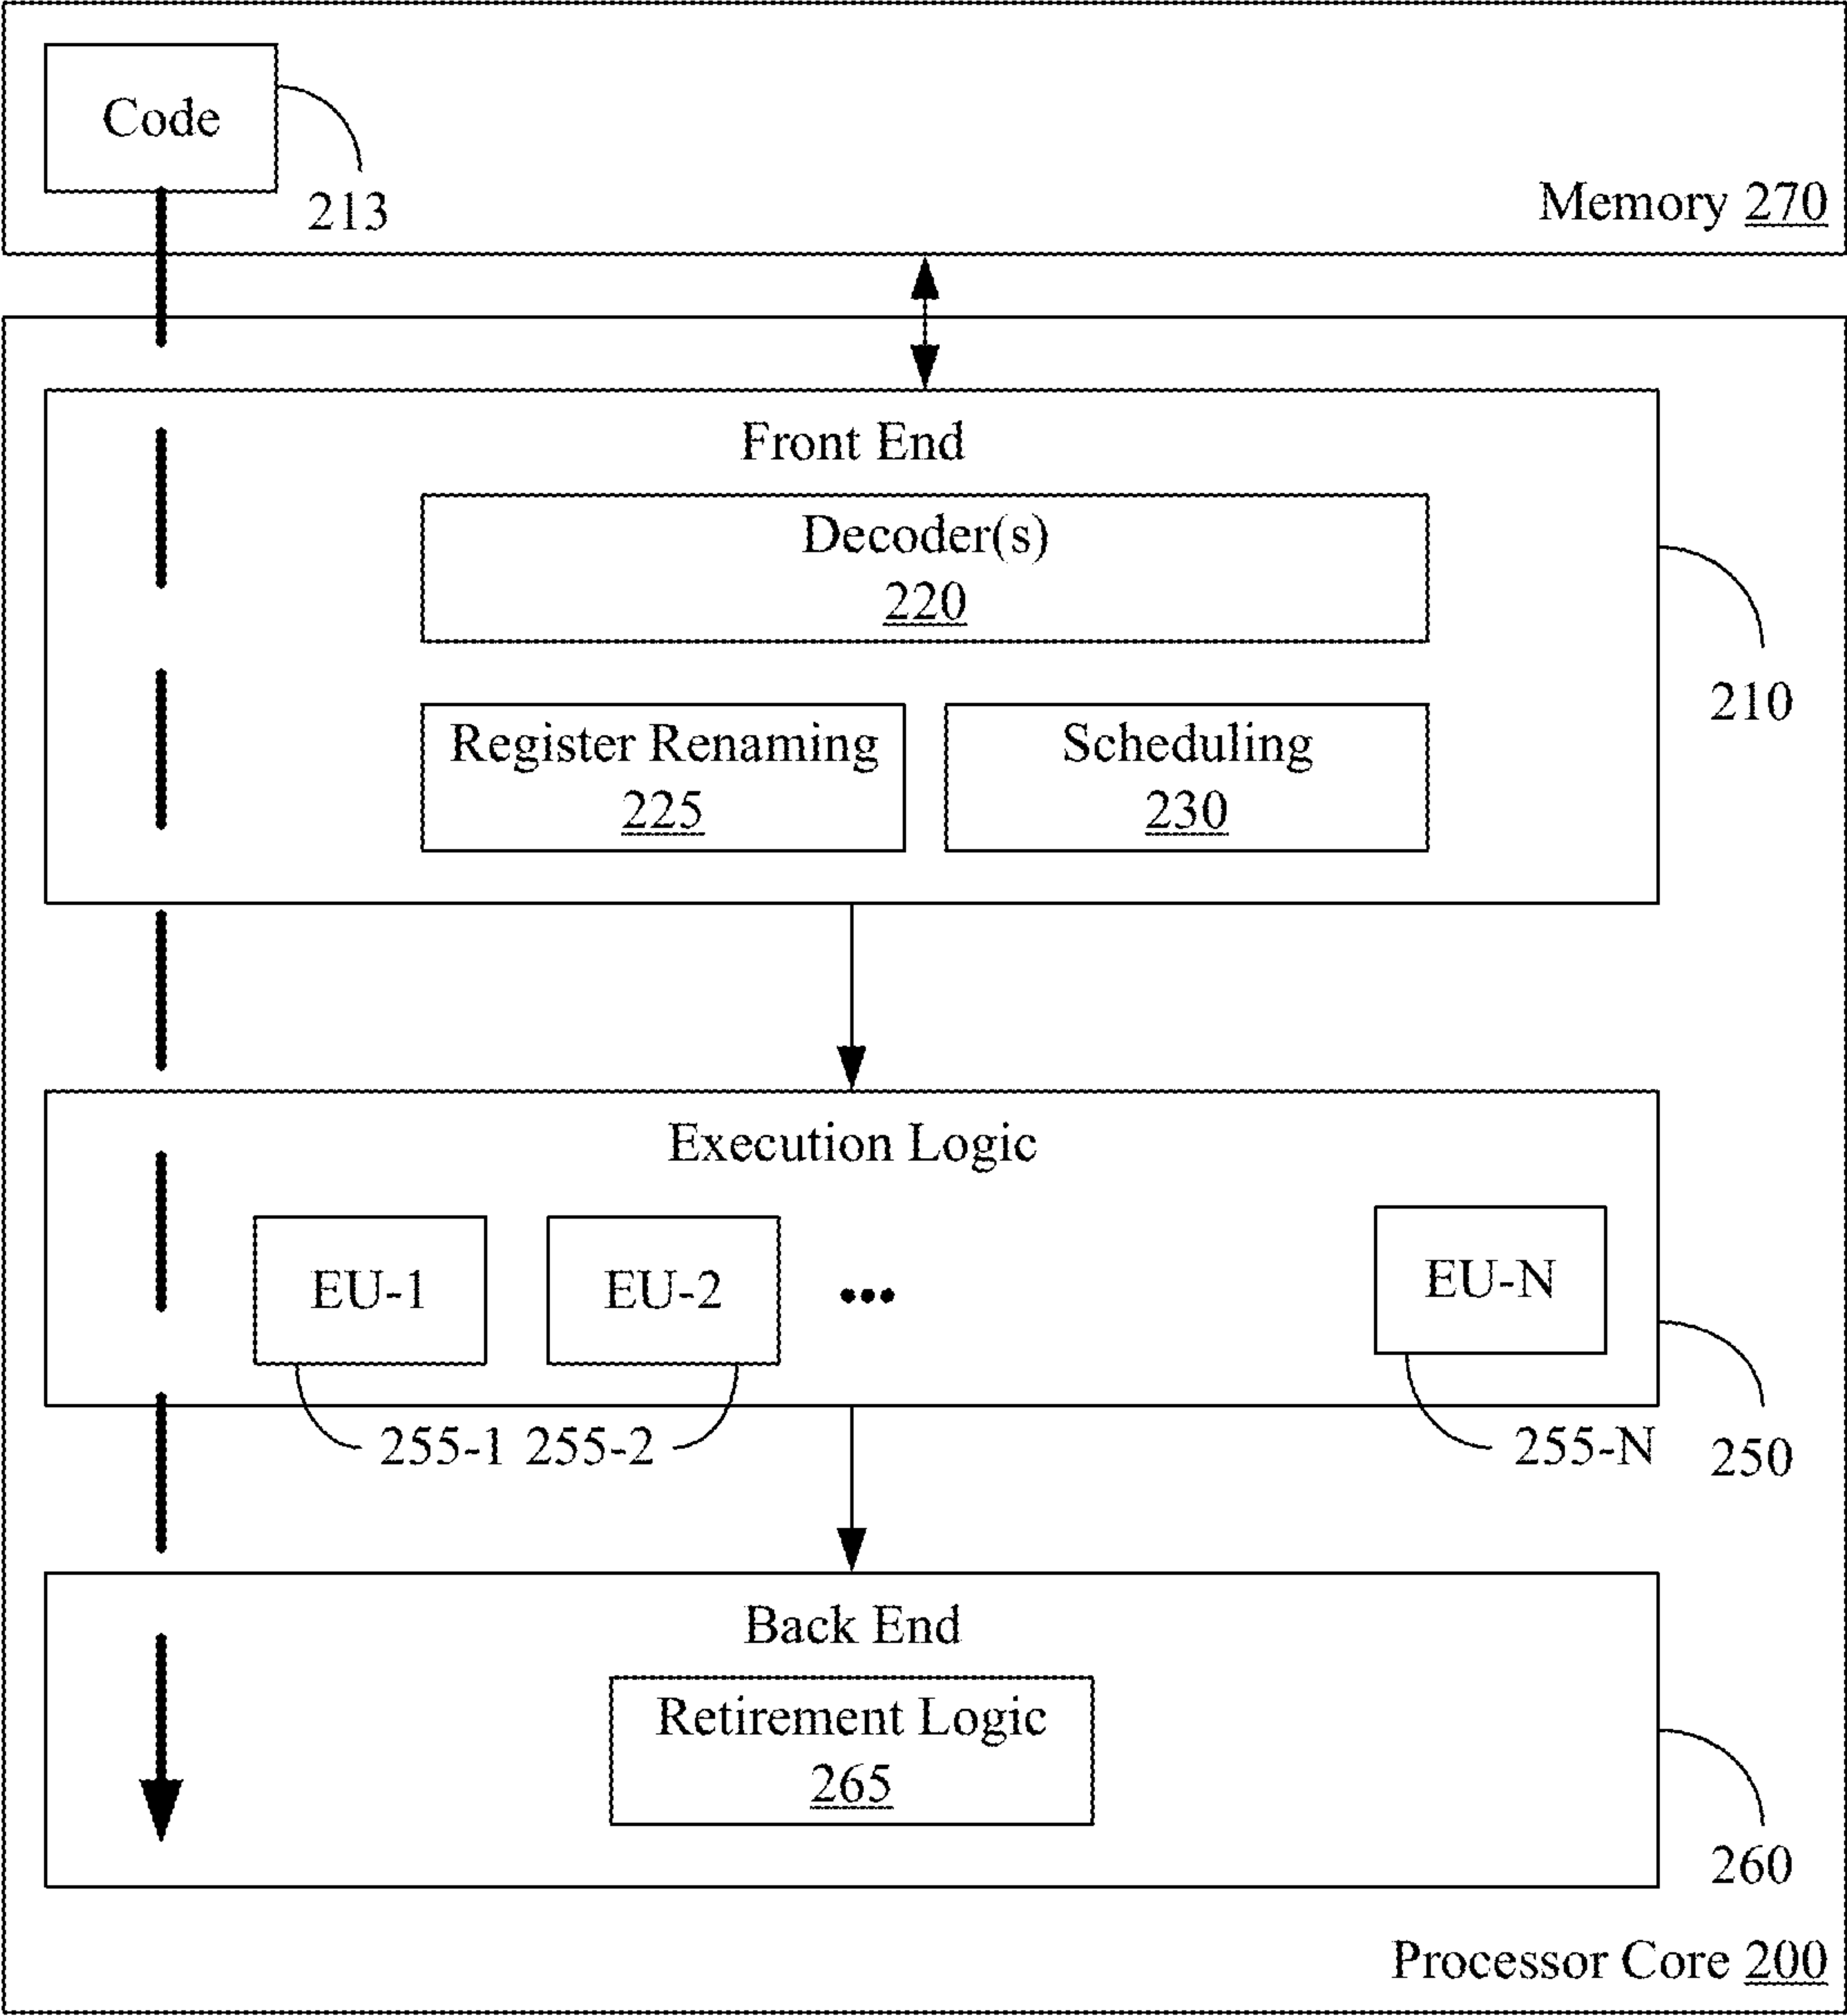 Code
213
Memory 270
Front End
Decoder(s)
220
210
Register Renaming
225
Scheduling
230
Execution Logic
EU-1
EU-2
•••
EU-N
255-1 255-2
255-N
250
Back End
Retirement Logic
265
260
Processor Core 200